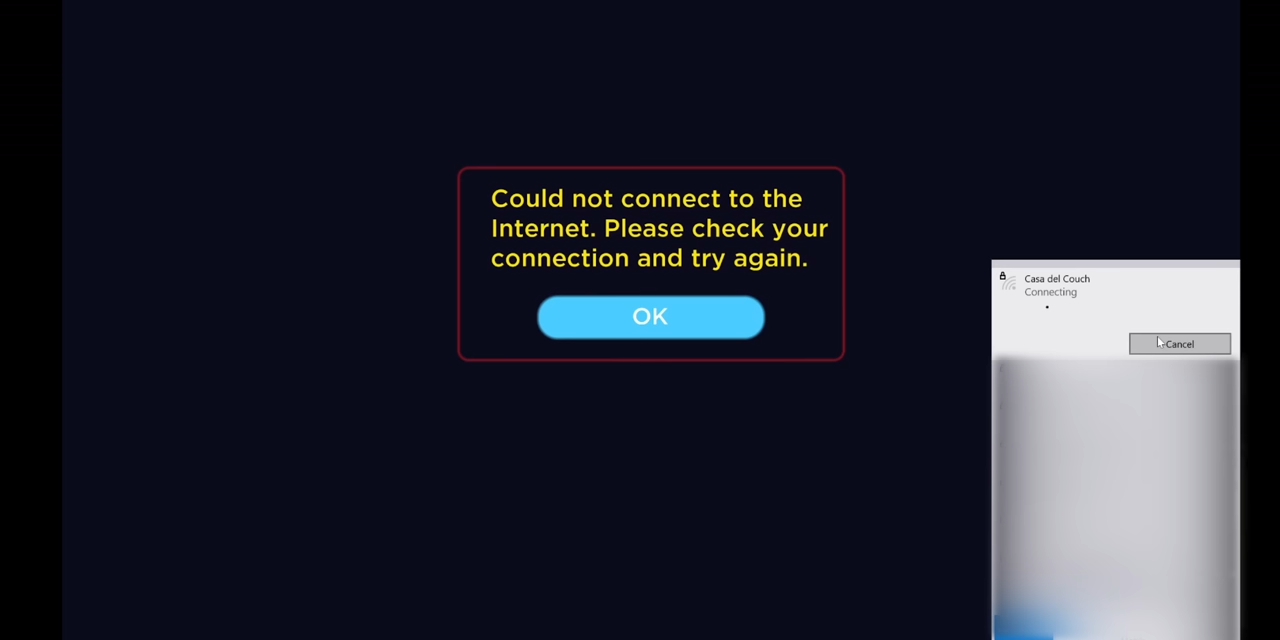 Could not connect to the
Internet. Please check your
connection and try again.
OK
Casa del Couch
Connecting
Cancel